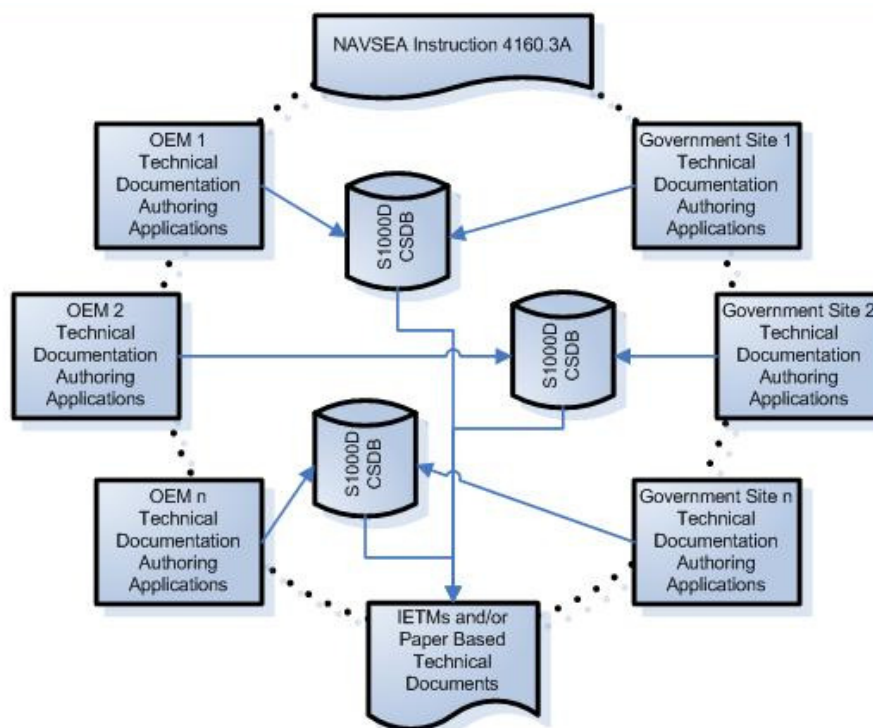 NAVSEA Instruction 4160.3A
OEM 1
Technical
Documentation
Authoring
Applications
Government Site 1
Technical
Documentation
Authoring
Applications
S1000D
CSDB
OEM 2
Technical
Documentation
Authoring
Applications
S1000D
CSDB
Government Site 2
Technical
Documentation
Authoring
Applications
S1000D
CSDB
OEM n
Technical
Documentation
Authoring
Applications
Government Site n
Technical
Documentation
Authoring
Applications
IETMs and/or
Paper Based
Technical
Documents